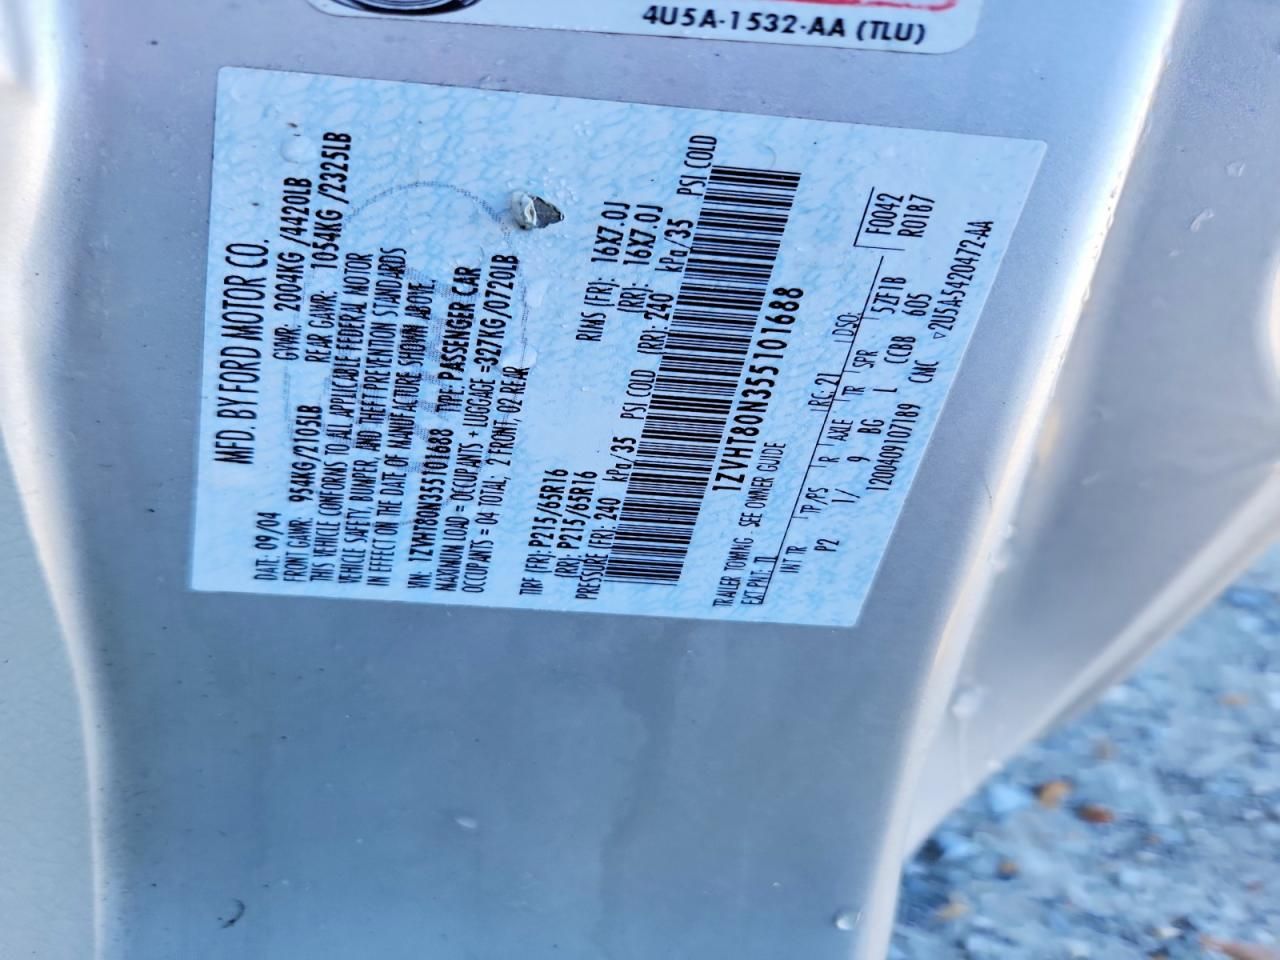 4U5A-1532-AA (TLU)
MFD. BY FORD MOTOR CO.
DATE: 09/04 GVWR: 2004KG /4420LB
FRONT GAWR: 954KG/2105LB REAR GAWR: 1054KG /2325LB
THIS VEHICLE CONFORMS TO ALL APPLICABLE FEDERAL MOTOR
VEHICLE SAFETY, BUMPER, AND THEFT PREVENTION STANDARDS
IN EFFECT ON THE DATE OF MANUFACTURE SHOWN ABOVE.
VIN: 1ZVHT80N355101688 TYPE: PASSENGER CAR
MAXIMUM LOAD = OCCUPANTS + LUGGAGE = 327KG/0720LB
OCCUPANTS = 04 TOTAL; 2 FRONT, 02 REAR
TIRE FR): P215/65R16 RIMS (FR): 16X7.0J
(RR): P215/65R16 (RR): 16X7.0J
PRESSURE (FR): 240 kPa/35 PSI COLD (RR): 240 kPa/35 PSI COLD
1ZVHT80N355101688
TRAILER TOWING - SEE OWNER GUIDE
EXT PNT: RC: 21 DSO: F0042
INT TR TP/PS R AXLE TR SPR 52F1B R0187
P2 1/ 9 BG L CCBB 60S
12004091071B9 CNC ▽2U5A-5420472-AA